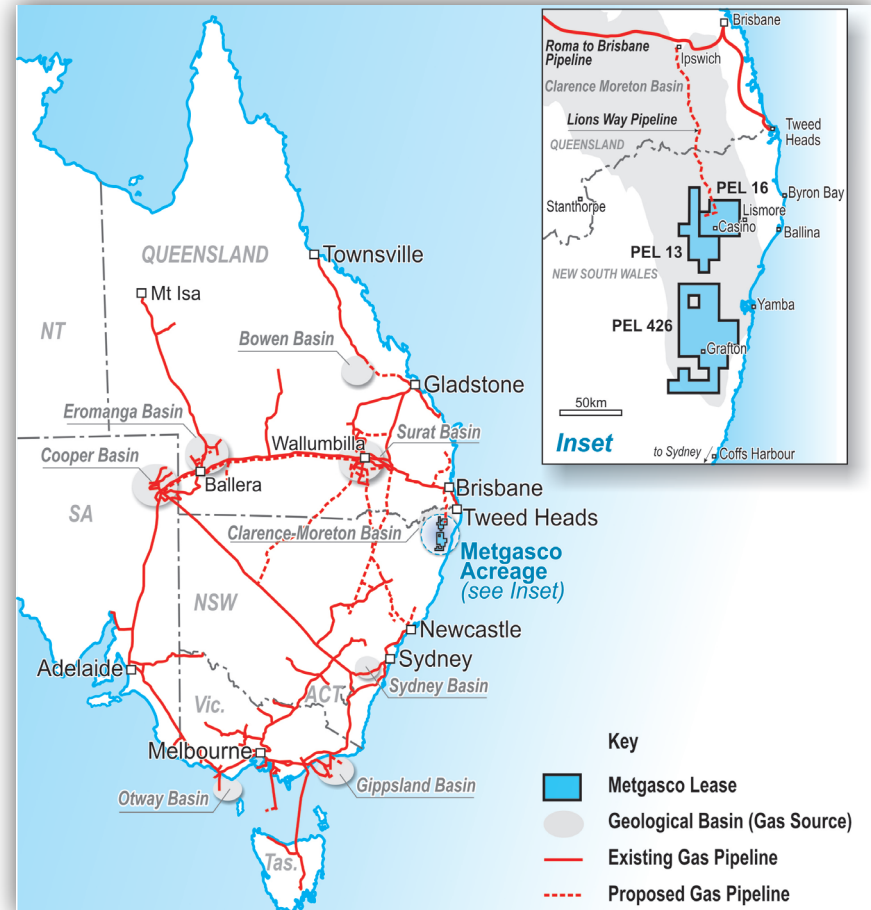 QUEENSLAND
Townsville
Mt Isa
NT
Bowen Basin
Gladstone
Eromanga Basin
Wallumbilla
Surat Basin
Cooper Basin
Ballera
Brisbane
SA
Tweed Heads
Clarence-Moreton Basin
Metgasco
Acreage
(see Inset)
NSW
Newcastle
Sydney
Adelaide
Vic.
ACT
Sydney Basin
Melbourne
Otway Basin
Gippsland Basin
Tas.
Brisbane
Roma to Brisbane
Pipeline
Ipswich
Clarence Moreton Basin
Lions Way Pipeline
Tweed
Heads
QUEENSLAND
PEL 16
Stanthorpe
Byron Bay
Lismore
Casino
Ballina
PEL 13
NEW SOUTH WALES
Yamba
PEL 426
Grafton
50km
Inset
to Sydney
Coffs Harbour
Key
Metgasco Lease
Geological Basin (Gas Source)
Existing Gas Pipeline
Proposed Gas Pipeline